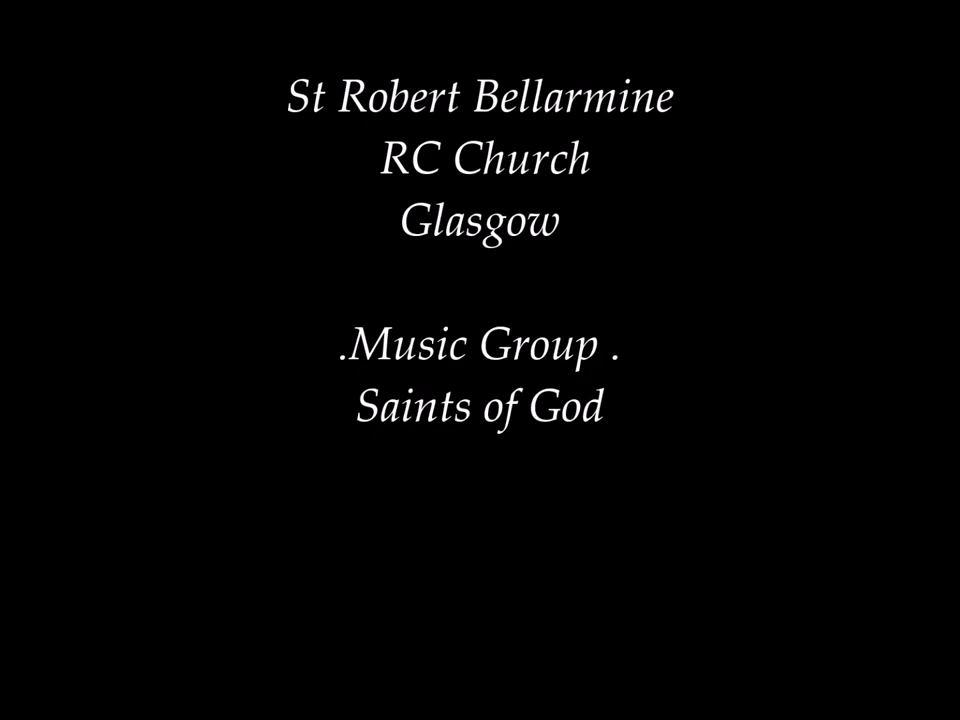 St Robert Bellarmine
RC Church
Glasgow
.Music Group .
Saints of God